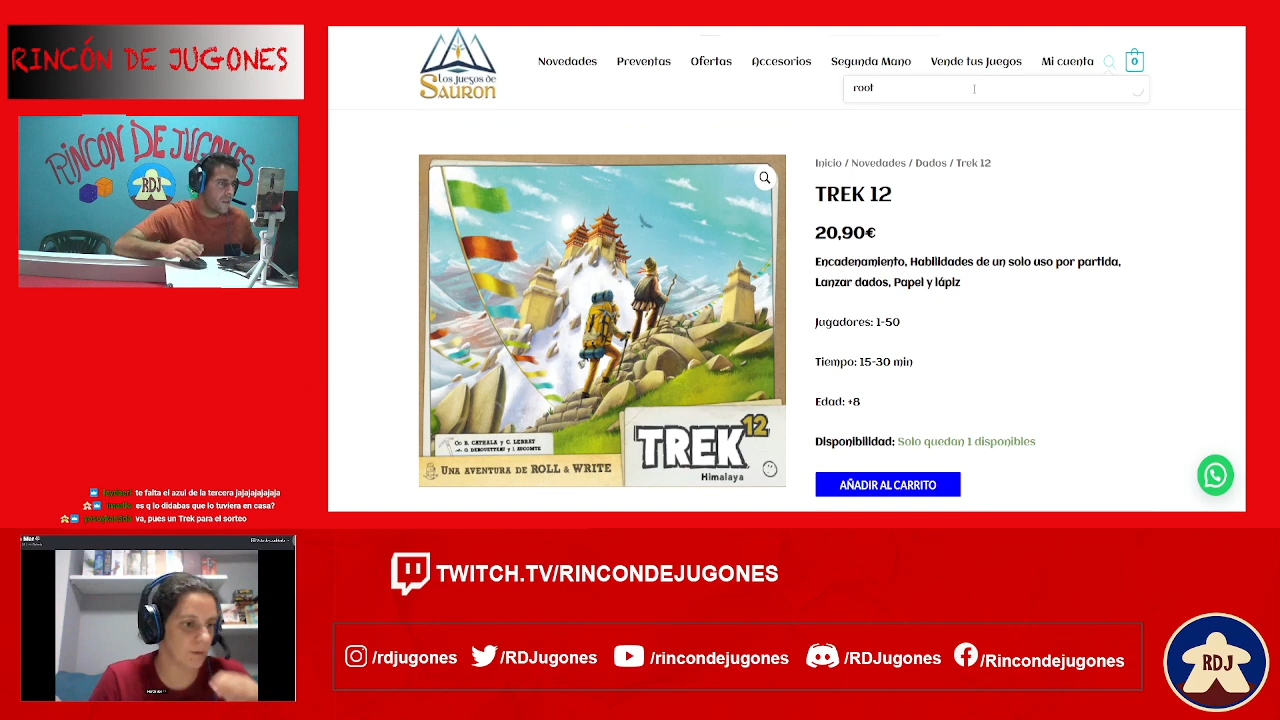 RINCÓN DE JUGONES
RINCÓN DE JUGONES
RDJ
te falta el azul de la tercera jajajajajaja
es q lo didabas que lo tuviera en casa?
va, pues un Trek para el sorteo
Los Juegos de
Sauron
Novedades
Preventas
Ofertas
Accesorios
Segunda Mano
Vende tus Juegos
Mi cuenta
0
root
TREK 12
Himalaya
Una aventura de ROLL & WRITE
Inicio / Novedades / Dados / Trek 12
TREK 12
20,90€
Encadenamiento, Habilidades de un solo uso por partida,
Lanzar dados, Papel y lápiz
Jugadores: 1-50
Tiempo: 15-30 min
Edad: +8
Disponibilidad: Solo quedan 1 disponibles
AÑADIR AL CARRITO
TWITCH.TV/RINCONDEJUGONES
/rdjugones
/RDJugones
/rincondejugones
/RDJugones
/Rincondejugones
RDJ